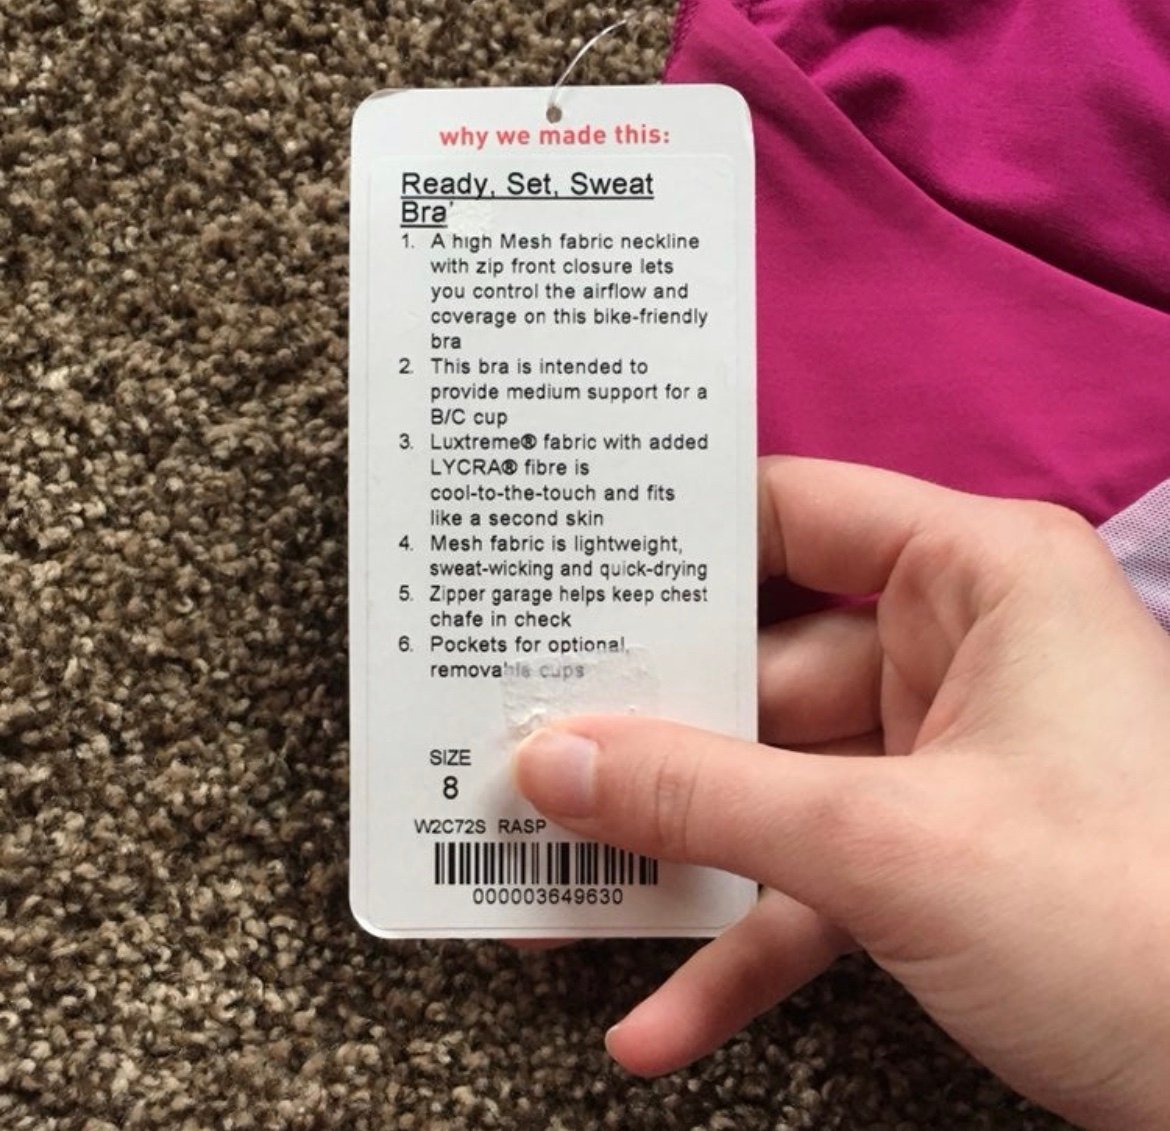 why we made this:
Ready, Set, Sweat
Bra'
1. A high Mesh fabric neckline
with zip front closure lets
you control the airflow and
coverage on this bike-friendly
bra
2. This bra is intended to
provide medium support for a
B/C cup
3. Luxtreme® fabric with added
LYCRA® fibre is
cool-to-the-touch and fits
like a second skin
4. Mesh fabric is lightweight,
sweat-wicking and quick-drying
5. Zipper garage helps keep chest
chafe in check
6. Pockets for optional,
removable cups
SIZE
8
W2C72S RASP
000003649630